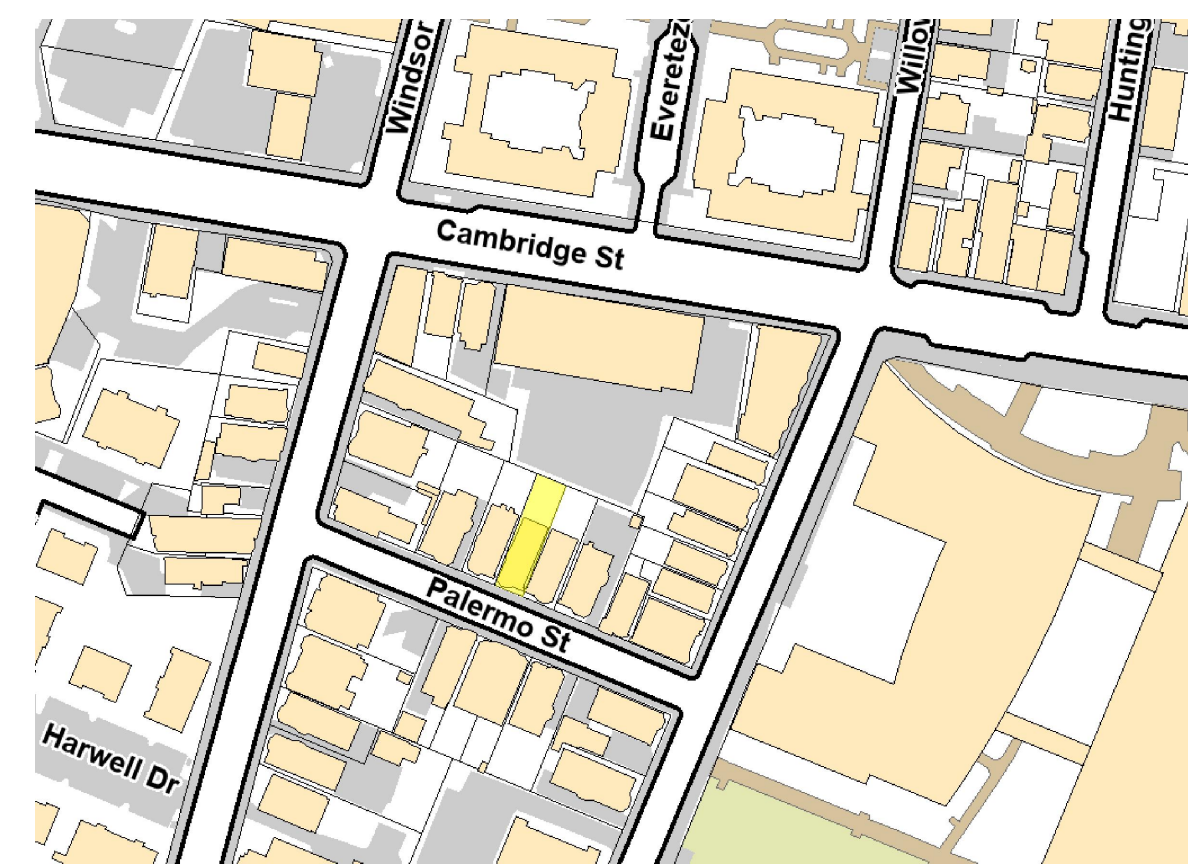 Windsor
Everetez
Willow
Hunting
Cambridge St
Palermo St
Harwell Dr